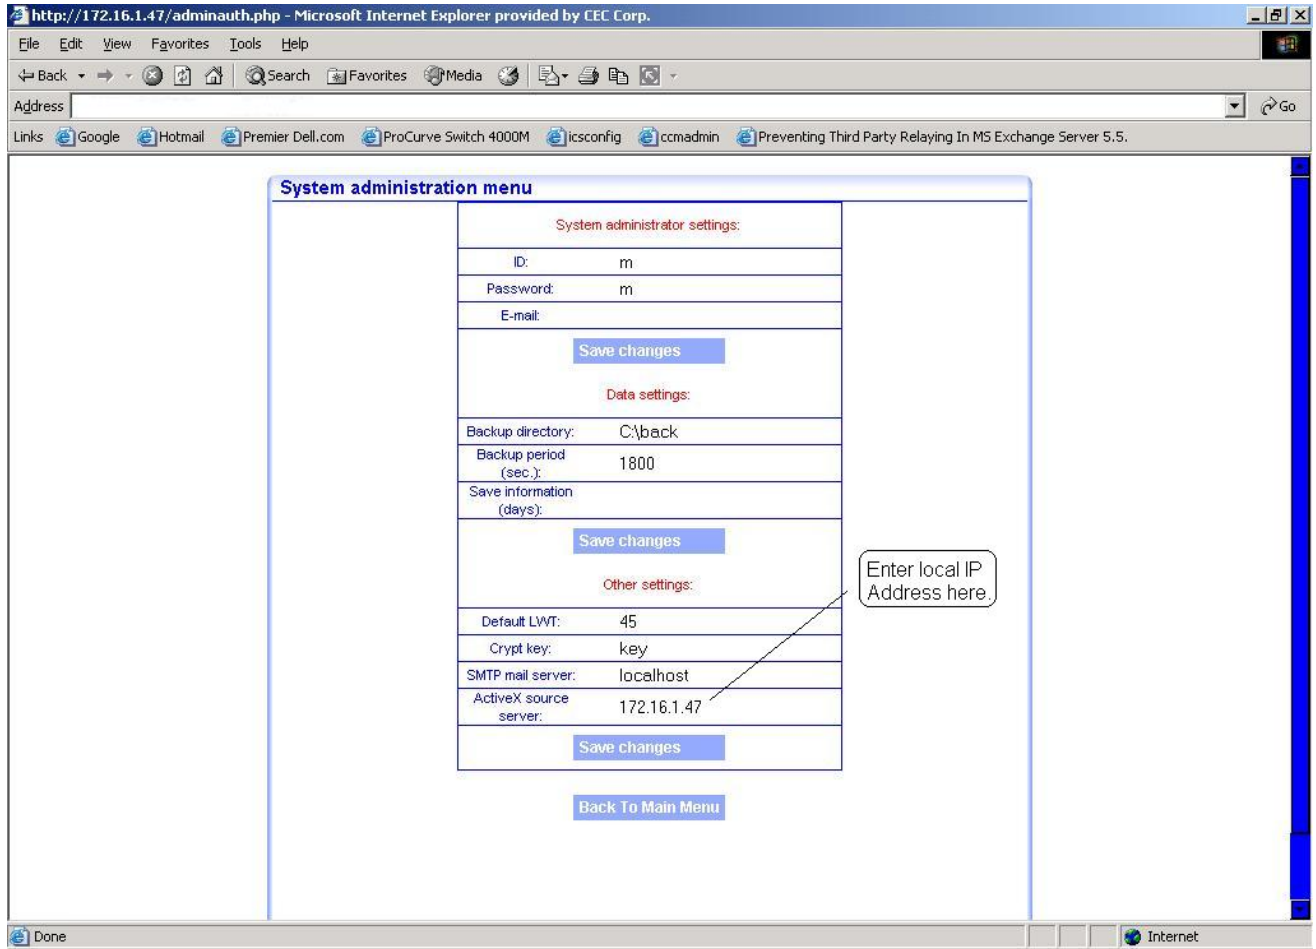 http://172.16.1.47/adminauth.php - Microsoft Internet Explorer provided by CEC Corp.
File Edit View Favorites Tools Help
Back Search Favorites Media
Address Go
Links Google Hotmail Premier Dell.com ProCurve Switch 4000M icsconfig ccmadmin Preventing Third Party Relaying In MS Exchange Server 5.5.
System administration menu
System administrator settings:
ID: m
Password: m
E-mail:
Save changes
Data settings:
Backup directory: C:\back
Backup period
(sec.): 1800
Save information
(days):
Save changes
Other settings:
Enter local IP
Address here.
Default LWT: 45
Crypt key: key
SMTP mail server: localhost
ActiveX source
server: 172.16.1.47
Save changes
Back To Main Menu
Done Internet